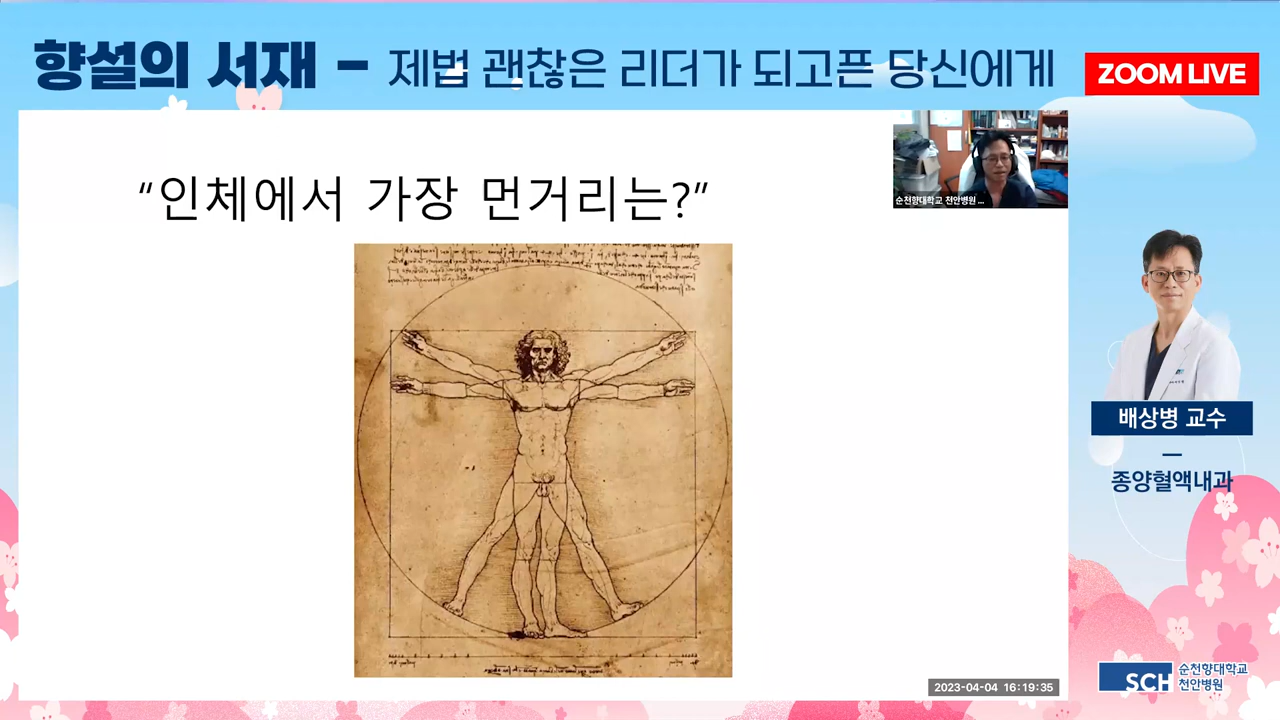 향설의 서재 - 제법 괜찮은 리더가 되고픈 당신에게
ZOOM LIVE
"인체에서 가장 먼거리는?"
순천향대학교 천안병원 ...
배상병 교수
종양혈액내과
2023-04-04 16:19:35
SCH 순천향대학교
천안병원